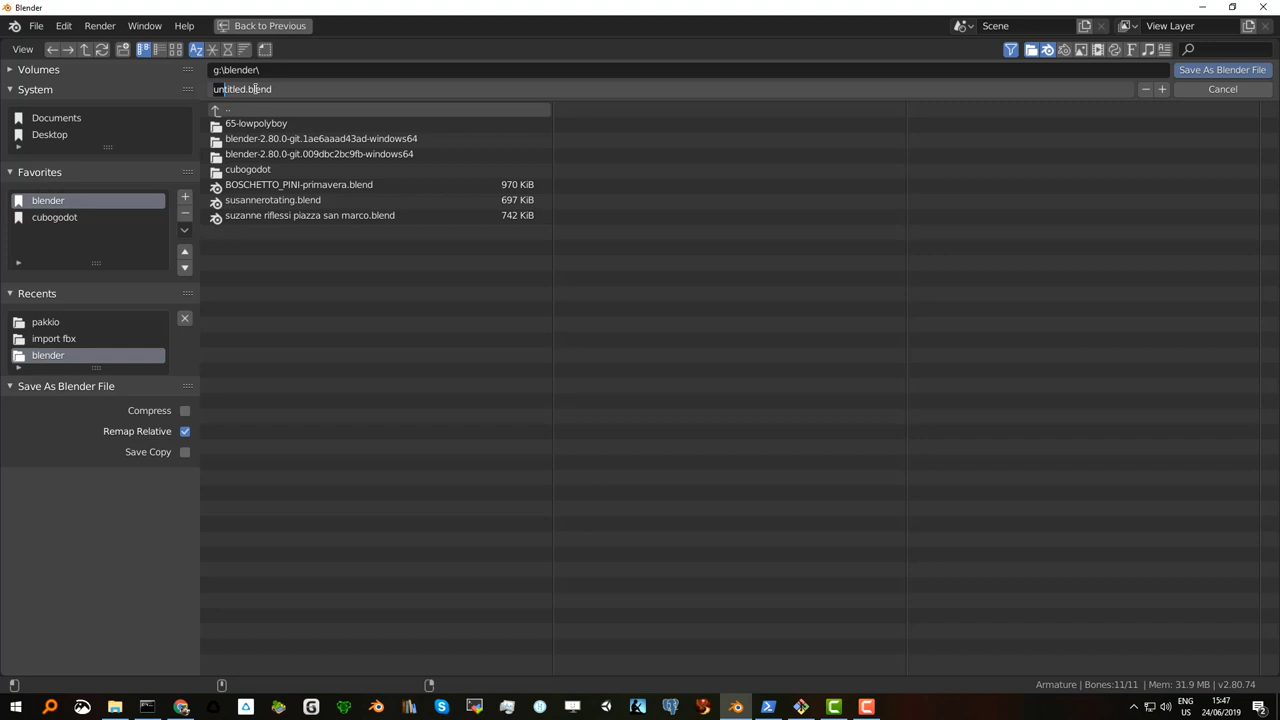 Blender
File Edit Render Window Help Back to Previous Scene View Layer
View
Volumes
g:\blender\
Save As Blender File
System
untitled.blend
Cancel
..
Documents
65-lowpolyboy
Desktop
blender-2.80.0-git.1ae6aaad43ad-windows64
blender-2.80.0-git.009dbc2bc9fb-windows64
Favorites
cubogodot
BOSCHETTO_PINI-primavera.blend 970 KiB
blender
susannerotating.blend 697 KiB
cubogodot
suzanne riflessi piazza san marco.blend 742 KiB
Recents
pakkio
import fbx
blender
Save As Blender File
Compress
Remap Relative
Save Copy
Armature | Bones:11/11 | Mem: 31.9 MB | v2.80.74
ENG
US
15:47
24/06/2019